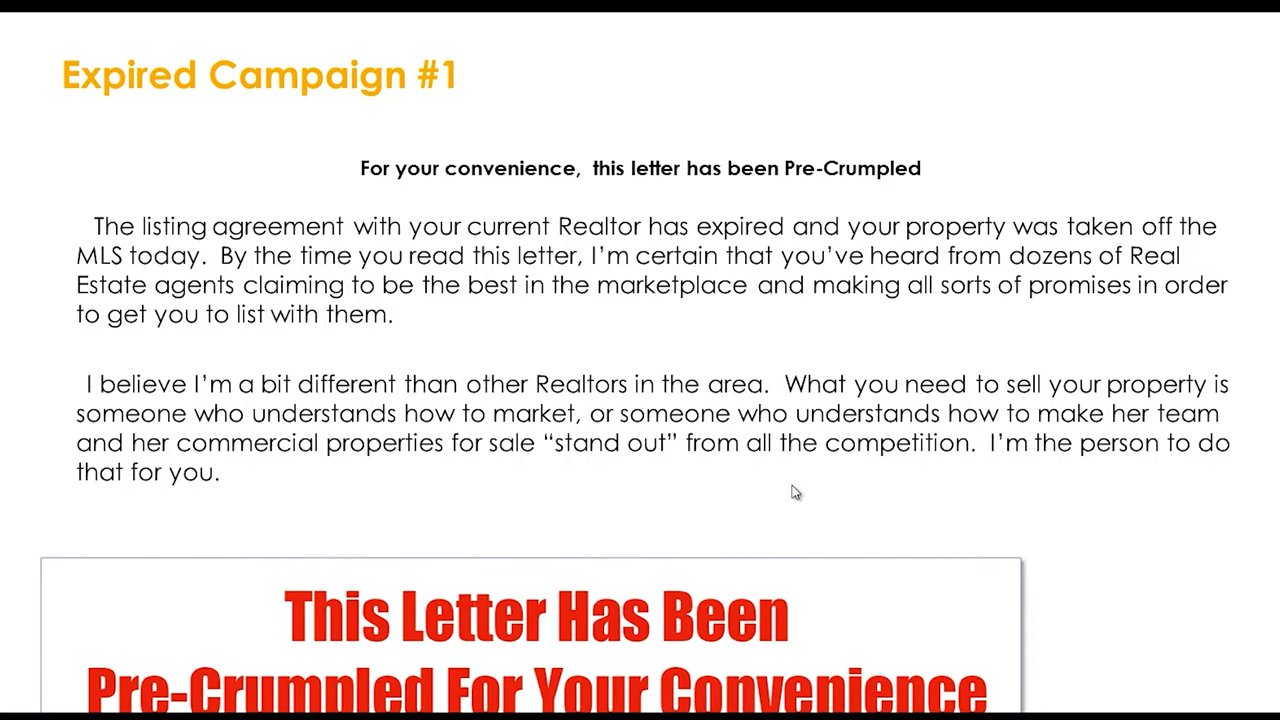 Expired Campaign #1
For your convenience, this letter has been Pre-Crumpled
The listing agreement with your current Realtor has expired and your property was taken off the
MLS today. By the time you read this letter, I'm certain that you've heard from dozens of Real
Estate agents claiming to be the best in the marketplace and making all sorts of promises in order
to get you to list with them.
I believe I'm a bit different than other Realtors in the area. What you need to sell your property is
someone who understands how to market, or someone who understands how to make her team
and her commercial properties for sale “stand out” from all the competition. I'm the person to do
that for you.
This Letter Has Been
Pre-Crumpled For Your Convenience